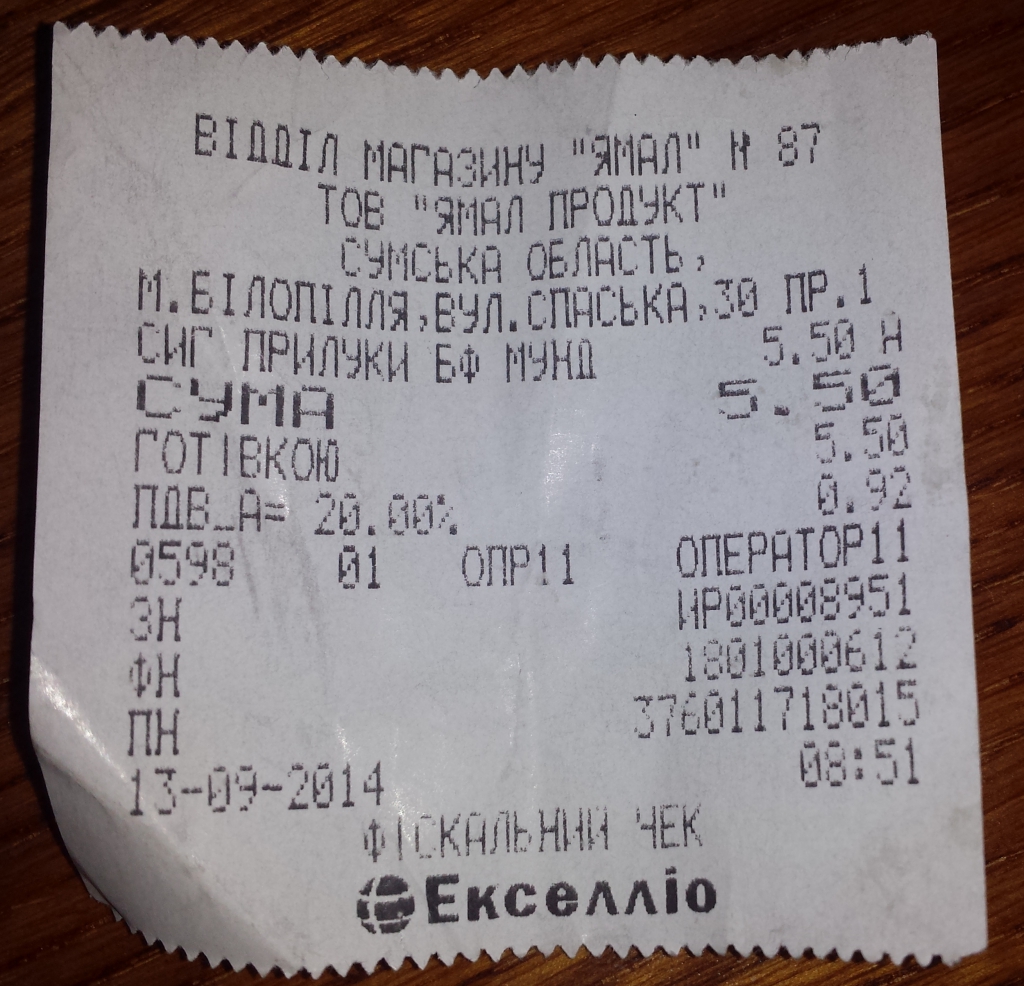 ВІДДІЛ МАГАЗИНУ "ЯМАЛ" N 87
ТОВ "ЯМАЛ ПРОДУКТ"
СУМСЬКА ОБЛАСТЬ,
М.БІЛОПІЛЛЯ,ВУЛ.СПАСЬКА,30 ПР.1
СИГ ПРИЛУКИ БФ МУНД 5.50 Н
СУМА 5.50
ГОТІВКОЮ 5.50
ПДВ_А= 20.00% 0.92
0598 01 ОПР11 ОПЕРАТОР11
ЗН ИР00008951
ФН 1801000612
ПН 376011718015
13-09-2014 08:51
ФІСКАЛЬНИЙ ЧЕК
Екселліо